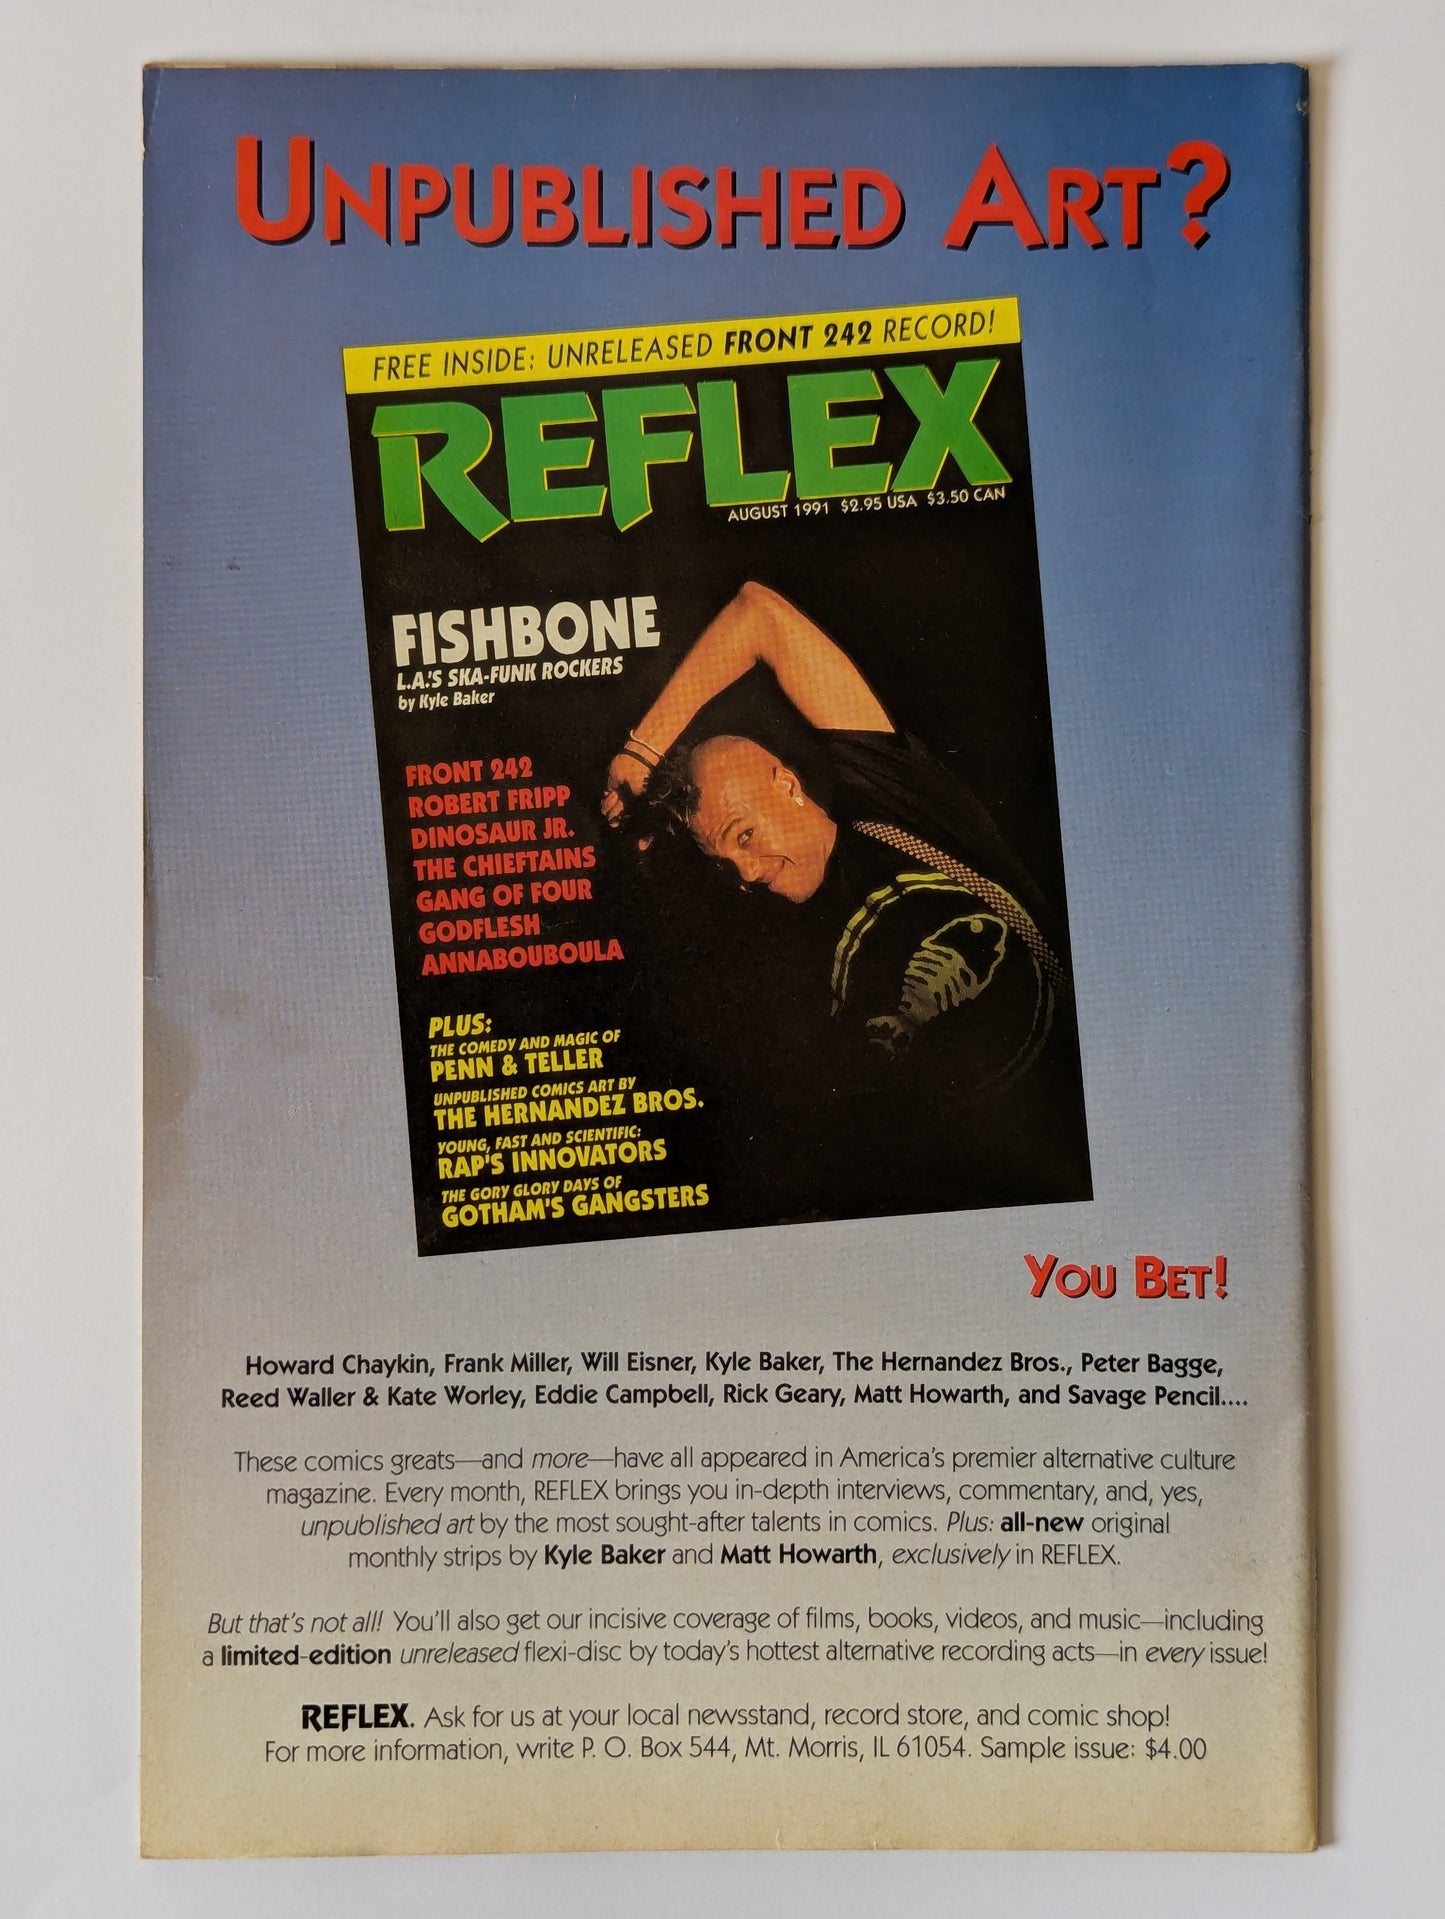 UNPUBLISHED ART?
FREE INSIDE: UNRELEASED FRONT 242 RECORD!
REFLEX
AUGUST 1991 $2.95 USA $3.50 CAN
FISHBONE
L.A.'S SKA-FUNK ROCKERS
by Kyle Baker
FRONT 242
ROBERT FRIPP
DINOSAUR JR.
THE CHIEFTAINS
GANG OF FOUR
GODFLESH
ANNABOUBOULA
PLUS:
THE COMEDY AND MAGIC OF
PENN & TELLER
UNPUBLISHED COMICS ART BY
THE HERNANDEZ BROS.
YOUNG, FAST AND SCIENTIFIC:
RAP'S INNOVATORS
THE GORY GLORY DAYS OF
GOTHAM'S GANGSTERS
YOU BET!
Howard Chaykin, Frank Miller, Will Eisner, Kyle Baker, The Hernandez Bros., Peter Bagge,
Reed Waller & Kate Worley, Eddie Campbell, Rick Geary, Matt Howarth, and Savage Pencil....
These comics greats—and more—have all appeared in America's premier alternative culture
magazine. Every month, REFLEX brings you in-depth interviews, commentary, and, yes,
unpublished art by the most sought-after talents in comics. Plus: all-new original
monthly strips by Kyle Baker and Matt Howarth, exclusively in REFLEX.
But that's not all! You'll also get our incisive coverage of films, books, videos, and music—including
a limited-edition unreleased flexi-disc by today's hottest alternative recording acts—in every issue!
REFLEX. Ask for us at your local newsstand, record store, and comic shop!
For more information, write P. O. Box 544, Mt. Morris, IL 61054. Sample issue: $4.00